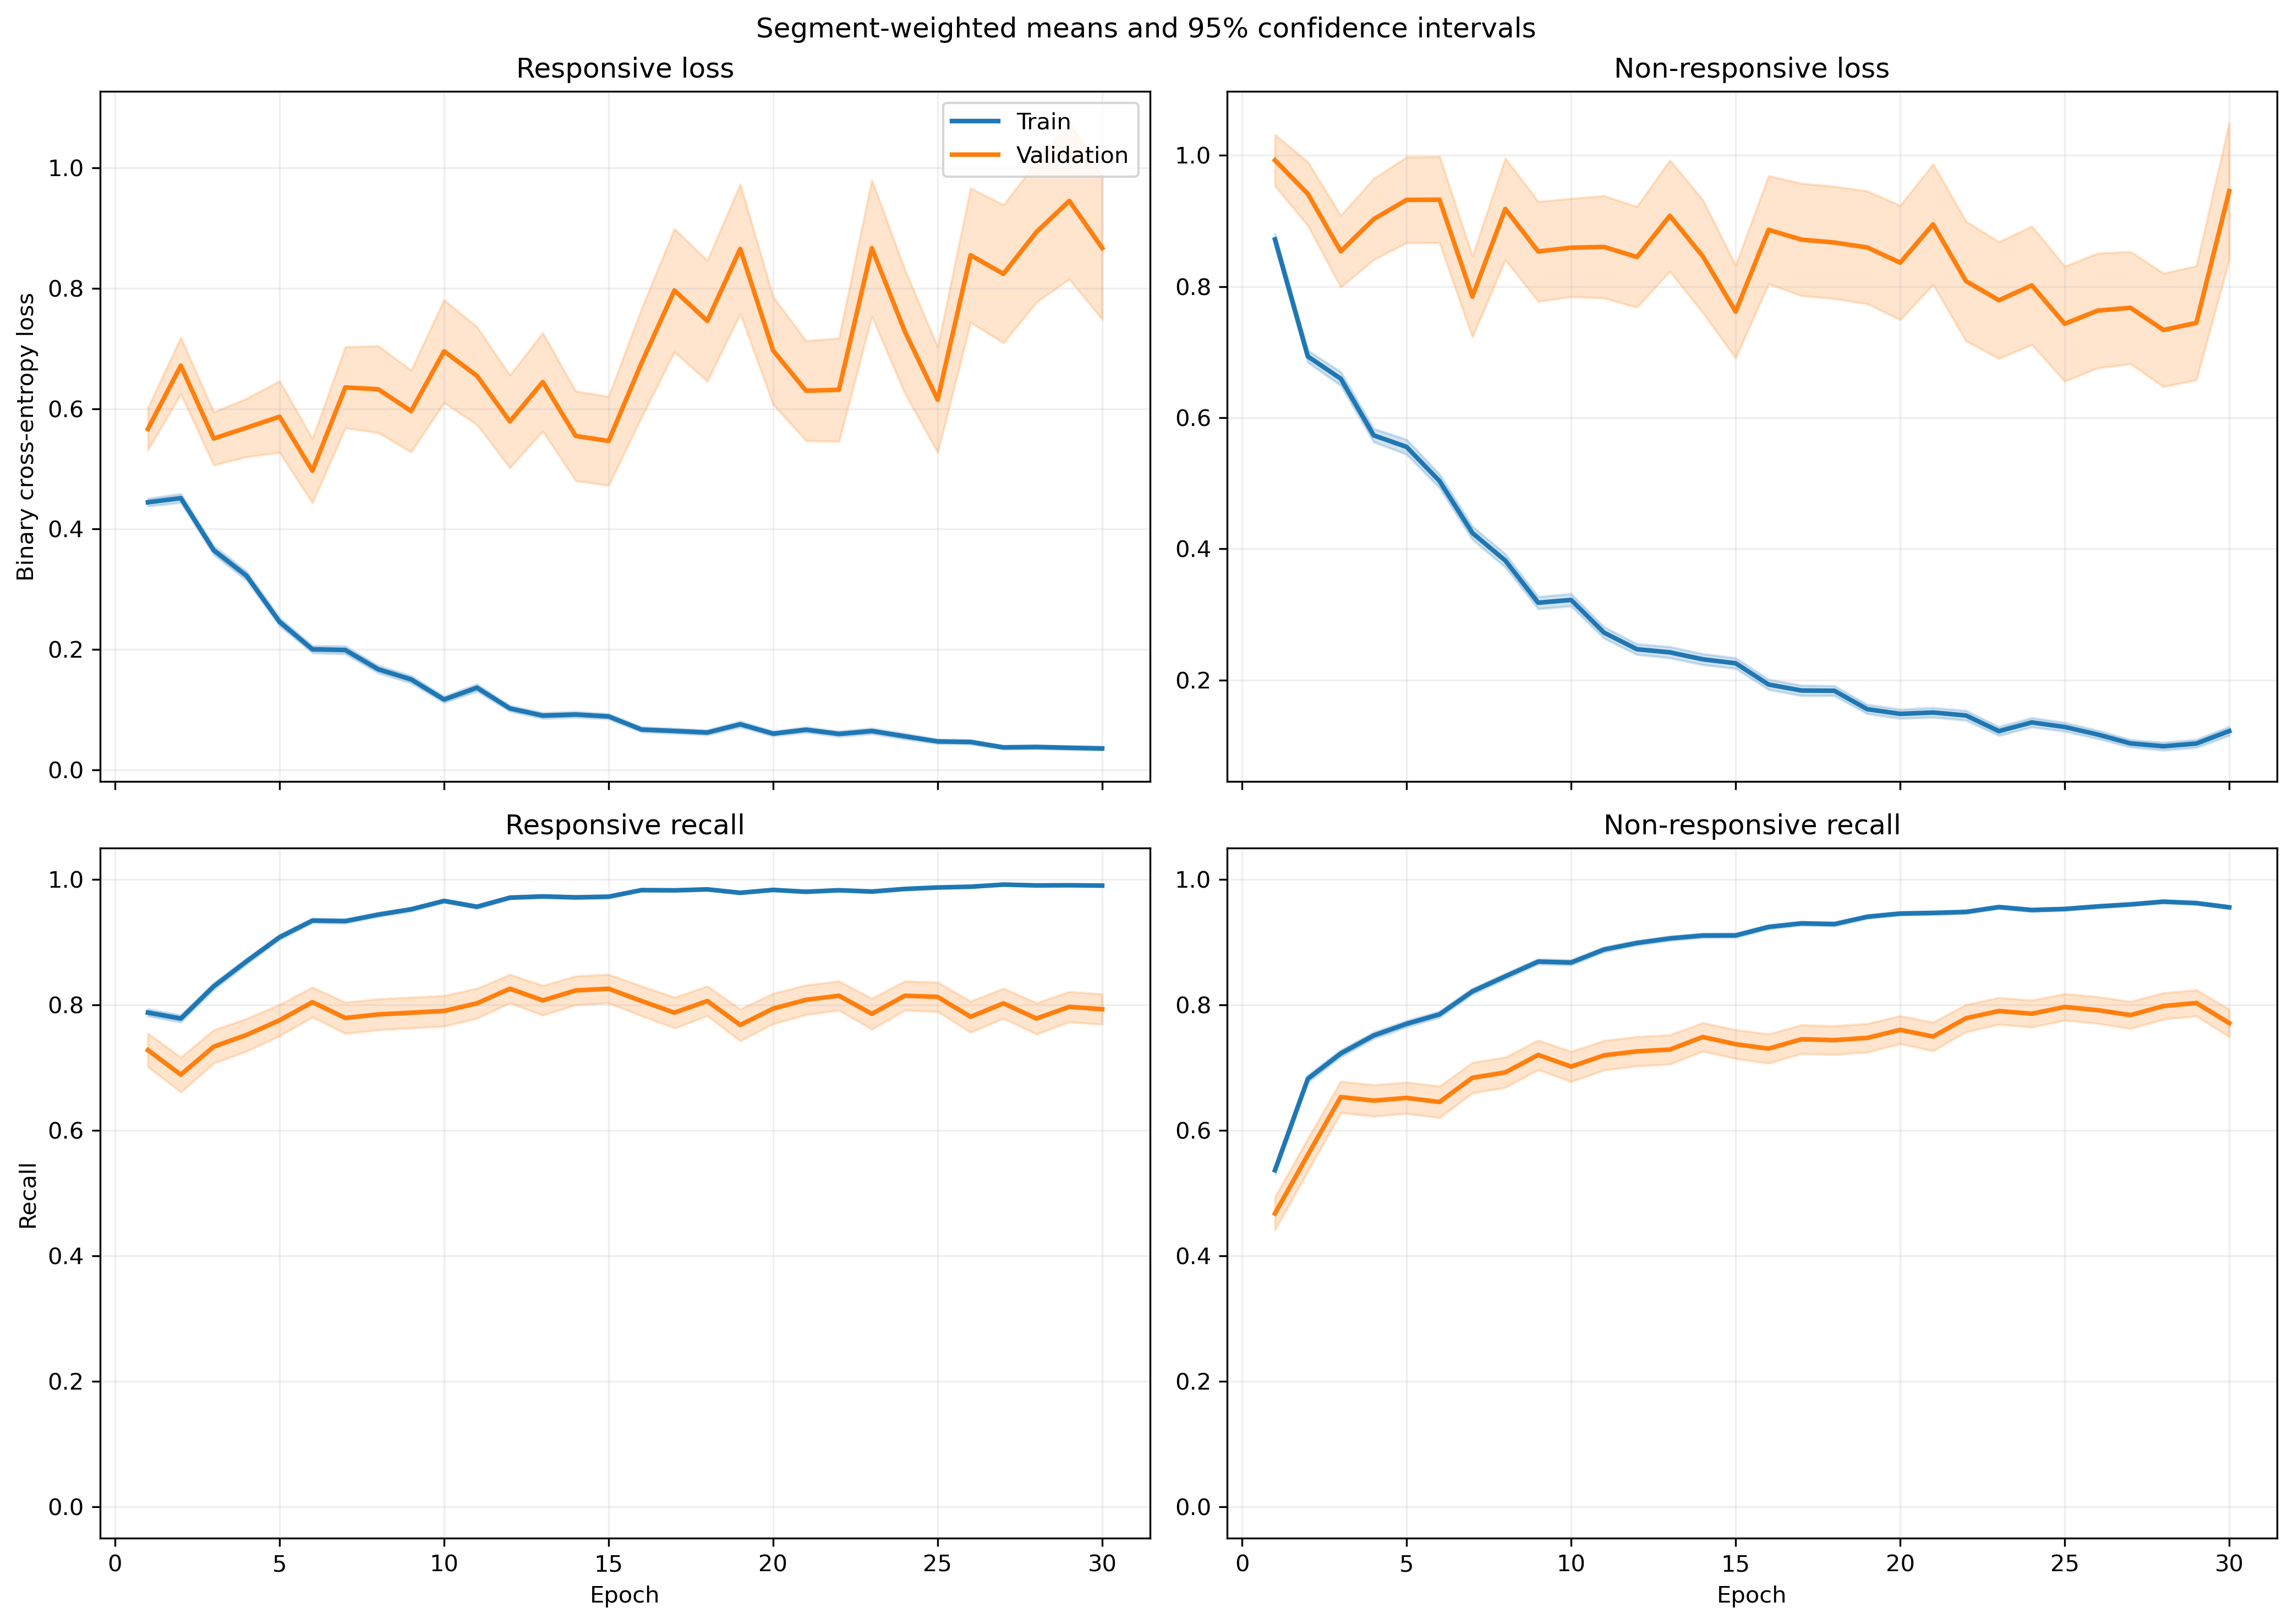 Segment-weighted means and 95% confidence intervals
Responsive loss
Non-responsive loss
Train
Validation
Binary cross-entropy loss
1.0
0.8
0.6
0.4
0.2
0.0
1.0
0.8
0.6
0.4
0.2
Responsive recall
Non-responsive recall
Recall
1.0
0.8
0.6
0.4
0.2
0.0
0 5 10 15 20 25 30
Epoch
1.0
0.8
0.6
0.4
0.2
0.0
0 5 10 15 20 25 30
Epoch